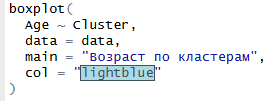 boxplot(
  Age ~ Cluster,
  data = data,
  main = "Возраст по кластерам",
  col = "lightblue"
)